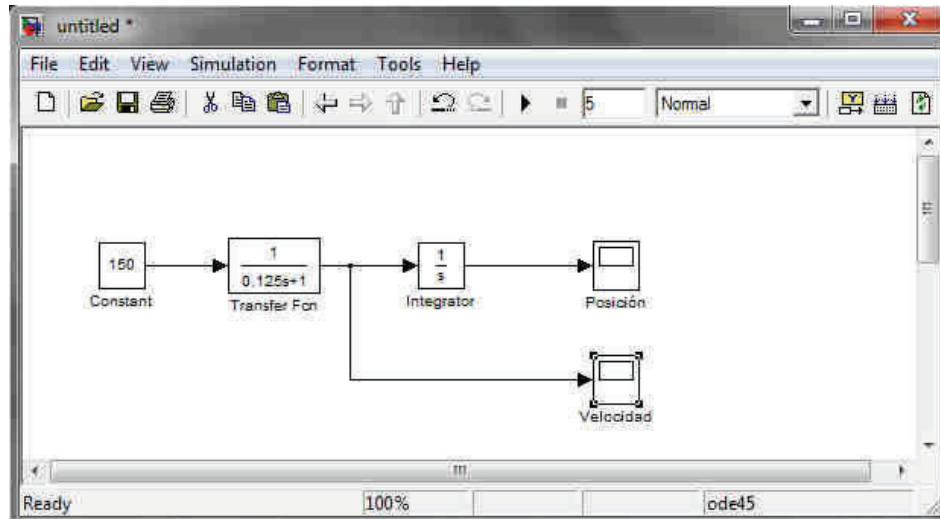 untitled *
File Edit View Simulation Format Tools Help
5 Normal
150
Constant
1
0.125s+1
Transfer Fcn
1
s
Integrator
Posición
Velocidad
Ready 100% ode45